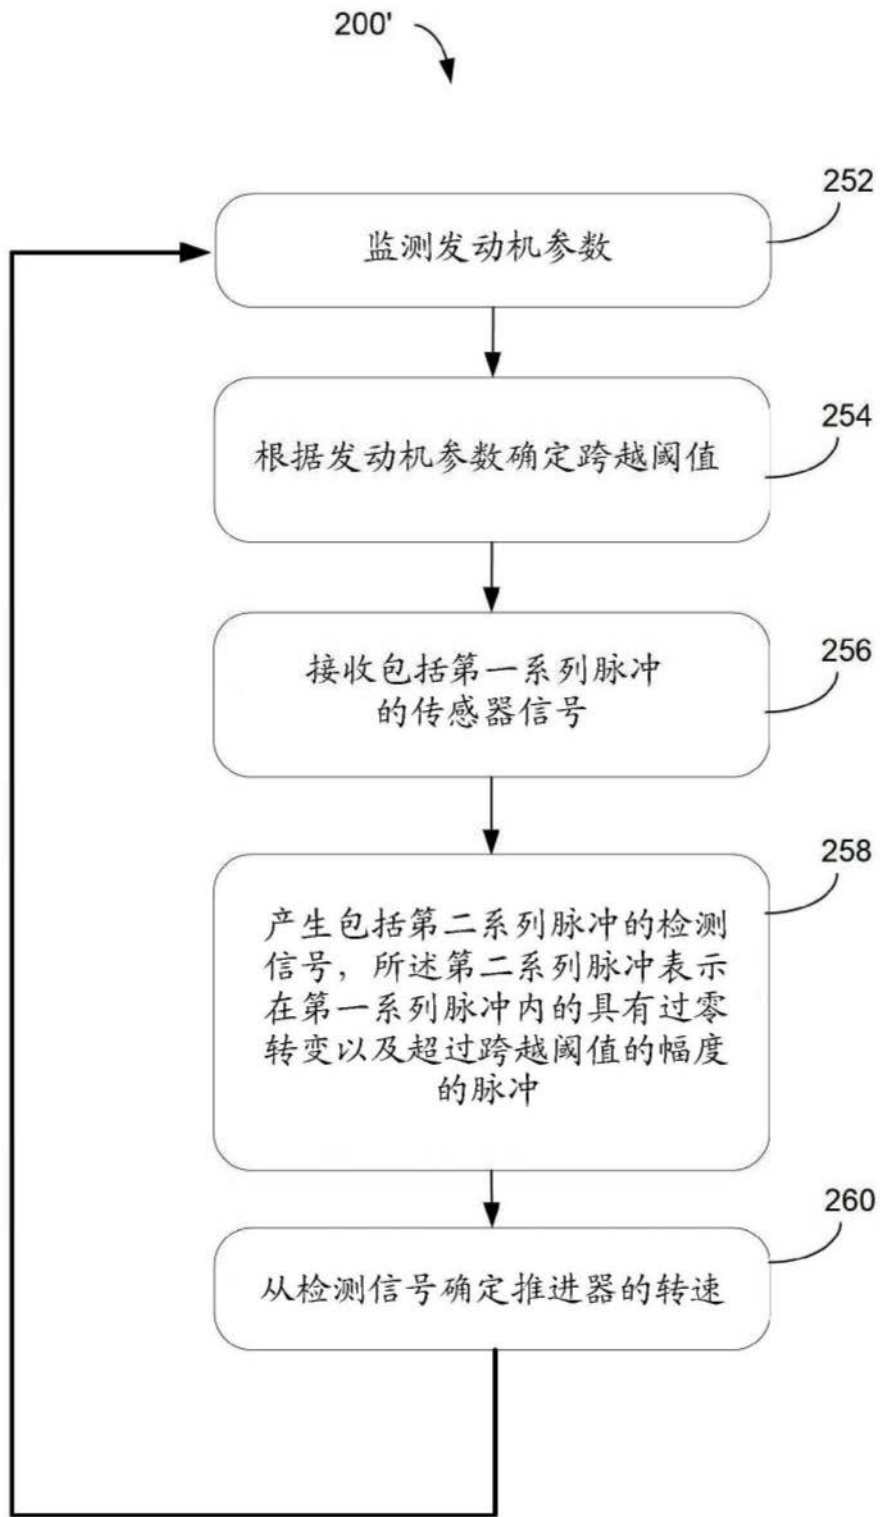 200'
252
监测发动机参数
254
根据发动机参数确定跨越阈值
256
接收包括第一系列脉冲
的传感器信号
258
产生包括第二系列脉冲的检测
信号，所述第二系列脉冲表示
在第一系列脉冲内的具有过零
转变以及超过跨越阈值的幅度
的脉冲
260
从检测信号确定推进器的转速